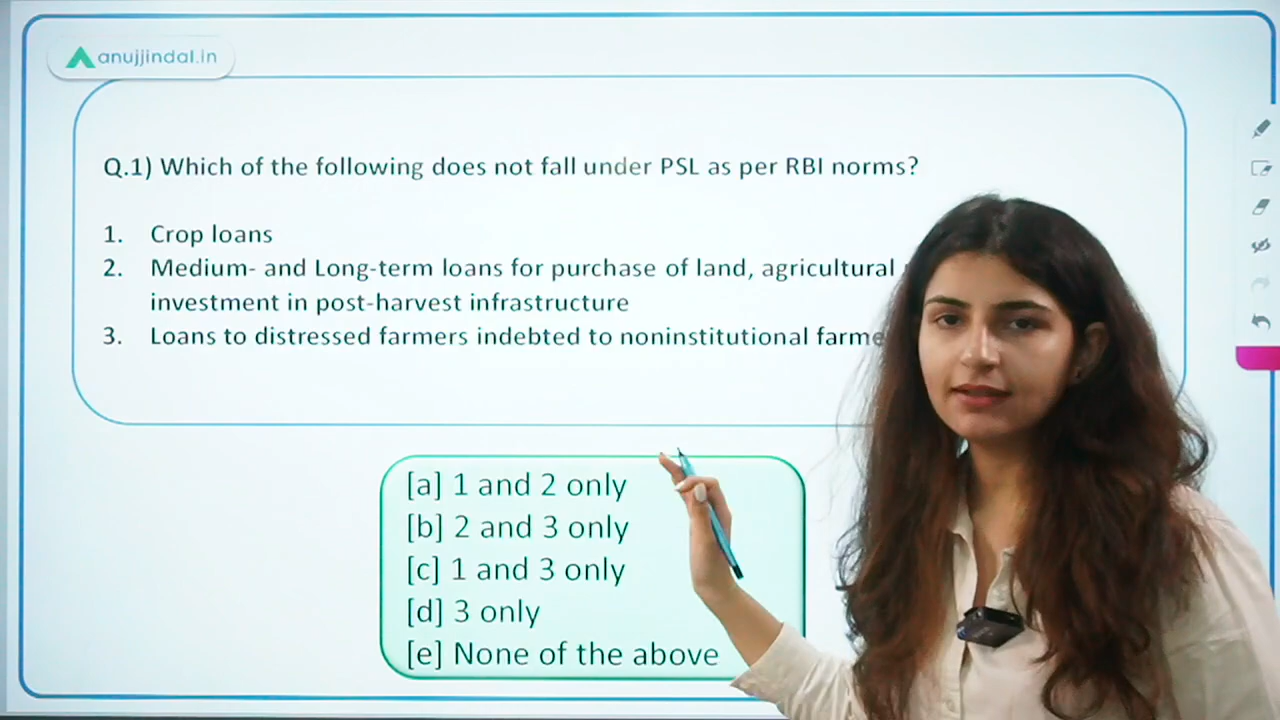 anujjindal.in
Q.1) Which of the following does not fall under PSL as per RBI norms?
1. Crop loans
2. Medium- and Long-term loans for purchase of land, agricultural
investment in post-harvest infrastructure
3. Loans to distressed farmers indebted to noninstitutional
[a] 1 and 2 only
[b] 2 and 3 only
[c] 1 and 3 only
[d] 3 only
[e] None of the above